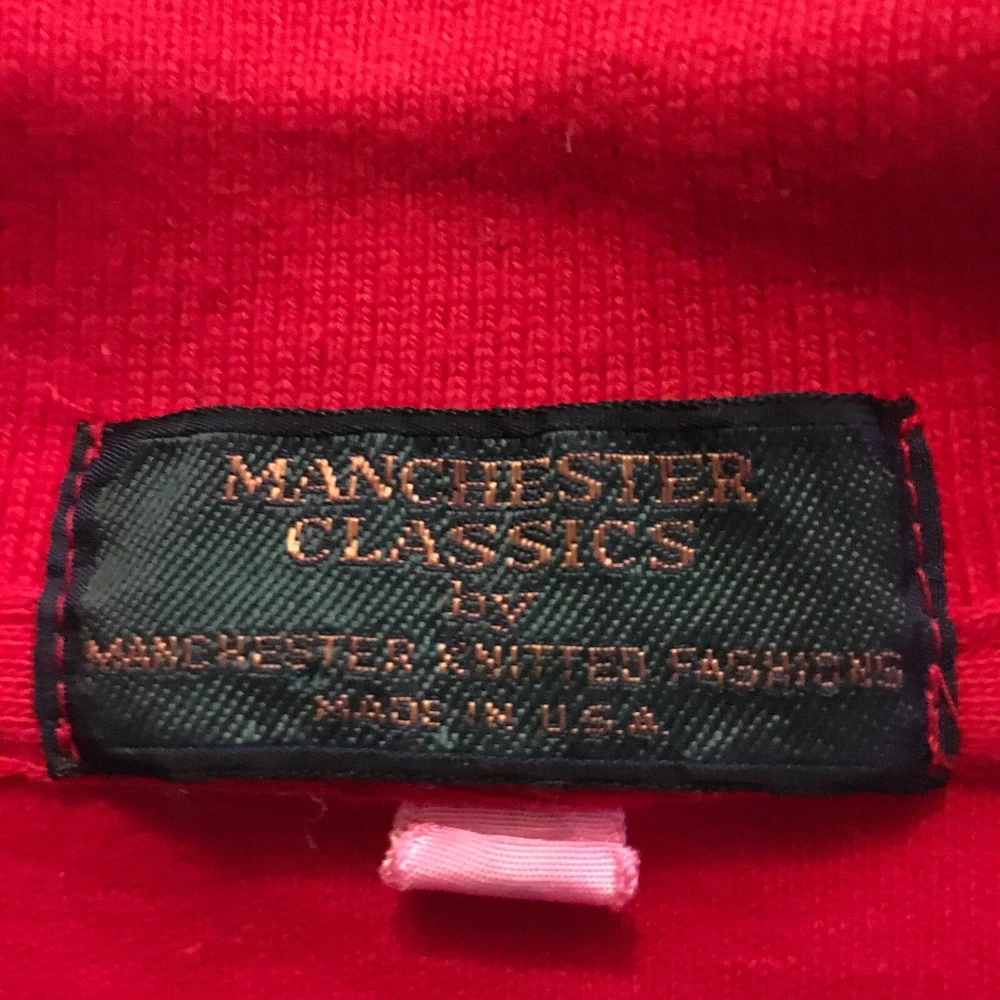 MANCHESTER
CLASSICS
by
MANCHESTER KNITTED FASHIONS
MADE IN U.S.A.